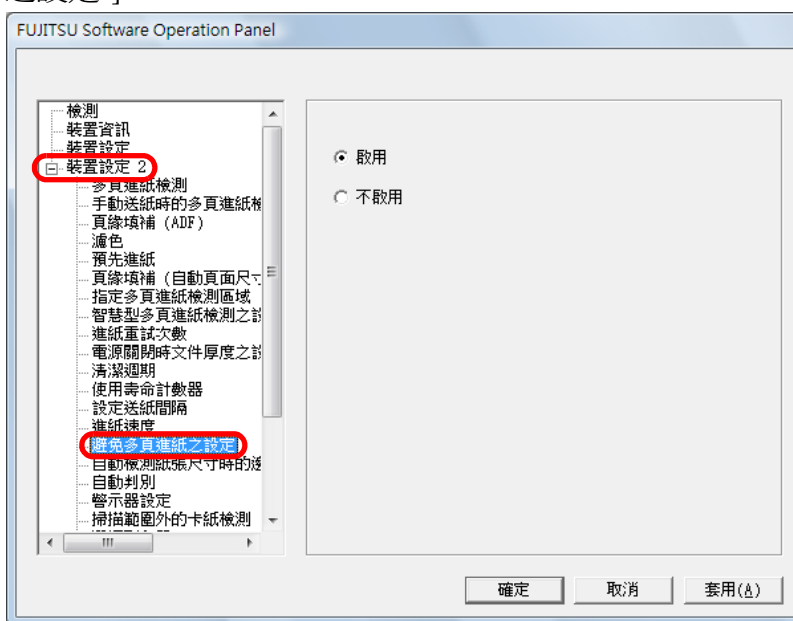 FUJITSU Software Operation Panel
檢測
裝置資訊
裝置設定
裝置設定 2
多頁進紙檢測
手動送紙時的多頁進紙檢
頁緣填補 (ADF)
濾色
預先進紙
頁緣填補 (自動頁面尺寸
指定多頁進紙檢測區域
智慧型多頁進紙檢測之設
進紙重試次數
電源關閉時文件厚度之設
清潔週期
使用壽命計數器
設定送紙間隔
進紙速度
避免多頁進紙之設定
自動檢測紙張尺寸時的邊
自動判別
警示器設定
掃描範圍外的卡紙檢測
啟用
不啟用
確定
取消
套用(A)